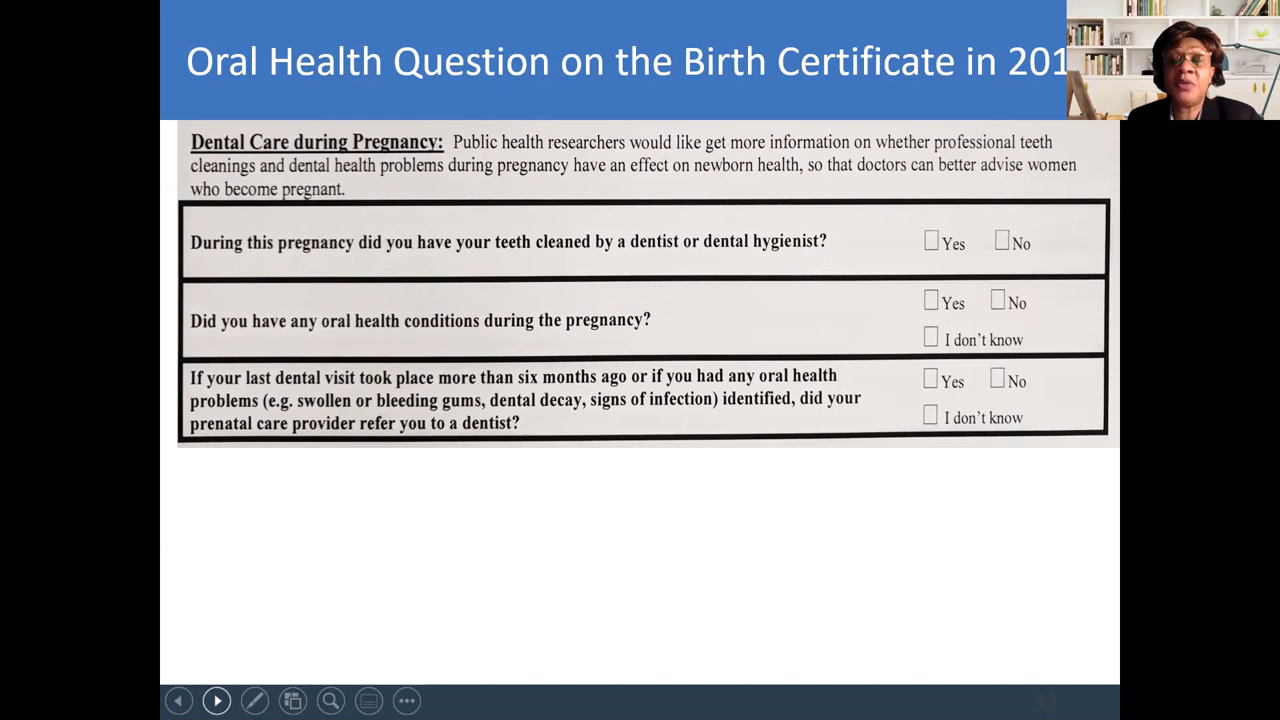 Oral Health Question on the Birth Certificate in 201
Dental Care during Pregnancy: Public health researchers would like get more information on whether professional teeth
cleanings and dental health problems during pregnancy have an effect on newborn health, so that doctors can better advise women
who become pregnant.
During this pregnancy did you have your teeth cleaned by a dentist or dental hygienist? Yes No
Did you have any oral health conditions during the pregnancy? Yes No
I don't know
If your last dental visit took place more than six months ago or if you had any oral health
problems (e.g. swollen or bleeding gums, dental decay, signs of infection) identified, did your
prenatal care provider refer you to a dentist?
Yes No
I don't know
32